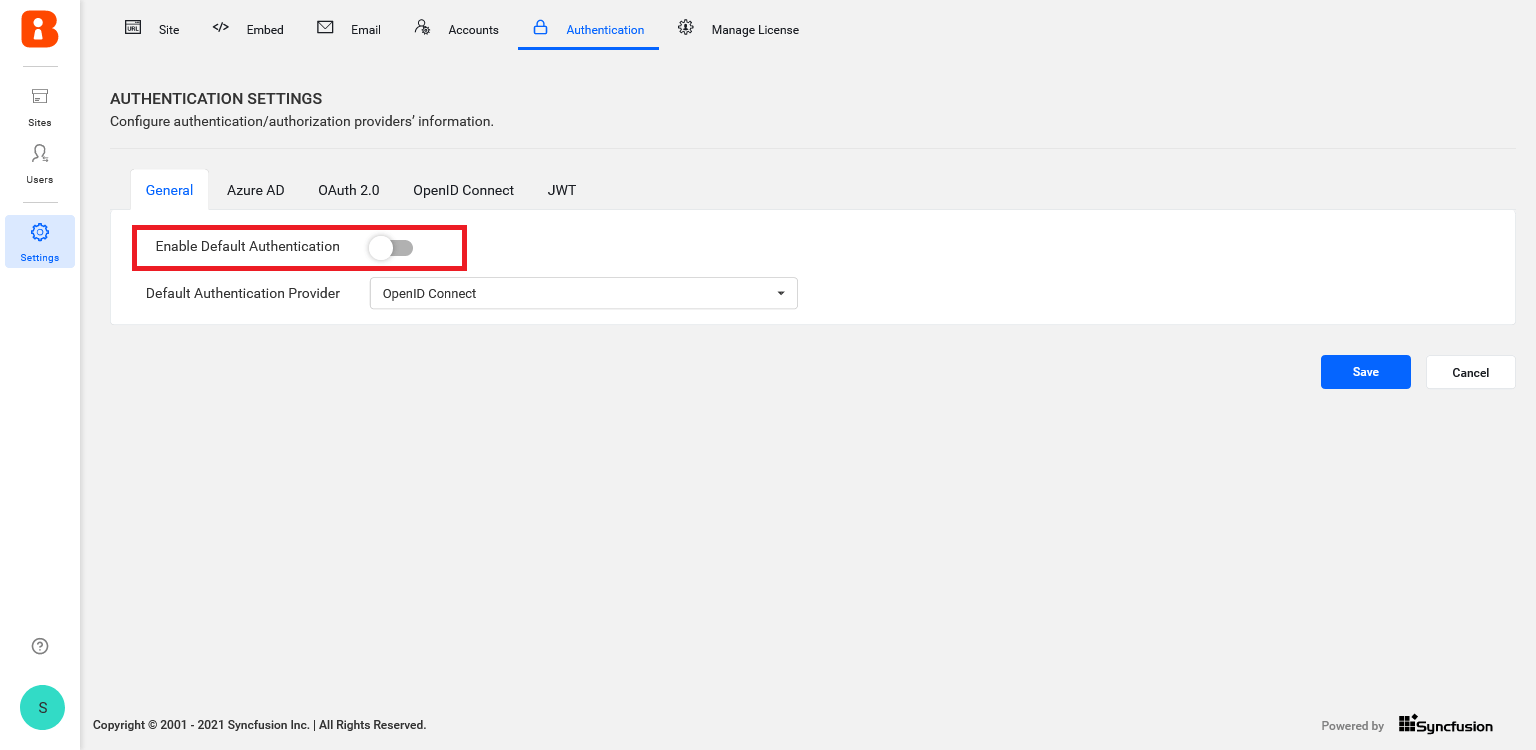 URL Site </> Embed Email Accounts Authentication Manage License
Sites
Users
Settings
AUTHENTICATION SETTINGS
Configure authentication/authorization providers’ information.
General Azure AD OAuth 2.0 OpenID Connect JWT
Enable Default Authentication
Default Authentication Provider OpenID Connect
Save Cancel
?
S
Copyright © 2001 - 2021 Syncfusion Inc. | All Rights Reserved.
Powered by Syncfusion